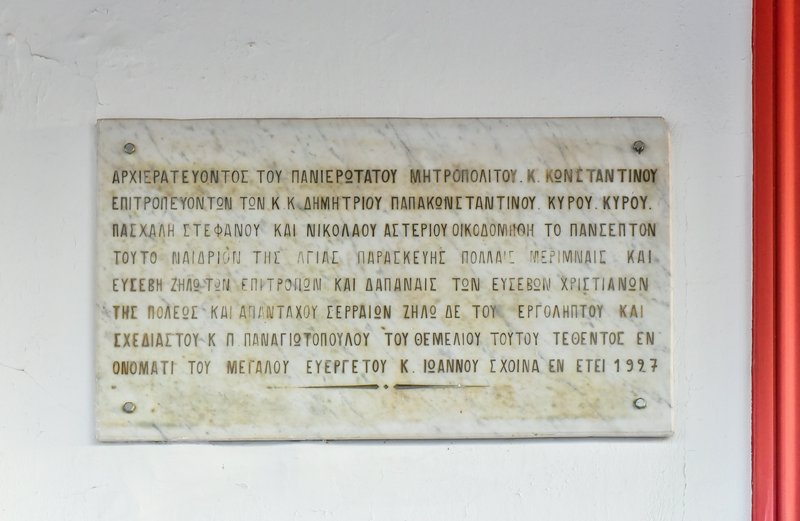 ΑΡΧΙΕΡΑΤΕΥΟΝΤΟΣ ΤΟΥ ΠΑΝΙΕΡΩΤΑΤΟΥ ΜΗΤΡΟΠΟΛΙΤΟΥ. Κ. ΚΩΝΣΤΑΝΤΙΝΟΥ
ΕΠΙΤΡΟΠΕΥΟΝΤΩΝ ΤΩΝ Κ Κ ΔΗΜΗΤΡΙΟΥ ΠΑΠΑΚΩΝΣΤΑΝΤΙΝΟΥ. ΚΥΡΟΥ. ΚΥΡΟΥ.
ΠΑΣΧΑΛΗ ΣΤΕΦΑΝΟΥ ΚΑΙ ΝΙΚΟΛΑΟΥ ΑΣΤΕΡΙΟΥ ΟΙΚΟΔΟΜΗΘΗ ΤΟ ΠΑΝΣΕΠΤΟΝ
ΤΟΥΤΟ ΝΑΙΔΡΙΟΝ ΤΗΣ ΑΓΙΑΣ ΠΑΡΑΣΚΕΥΗΣ ΠΟΛΛΑΙΣ ΜΕΡΙΜΝΑΙΣ ΚΑΙ
ΕΥΣΕΒΗ ΖΗΛΩ ΤΩΝ ΕΠΙΤΡΟΠΩΝ ΚΑΙ ΔΑΠΑΝΑΙΣ ΤΩΝ ΕΥΣΕΒΩΝ ΧΡΙΣΤΙΑΝΩΝ
ΤΗΣ ΠΟΛΕΩΣ ΚΑΙ ΑΠΑΝΤΑΧΟΥ ΣΕΡΡΑΙΩΝ ΖΗΛΩ ΔΕ ΤΟΥ ΕΡΓΟΛΗΠΤΟΥ ΚΑΙ
ΣΧΕΔΙΑΣΤΟΥ Κ Π ΠΑΝΑΓΙΩΤΟΠΟΥΛΟΥ ΤΟΥ ΘΕΜΕΛΙΟΥ ΤΟΥΤΟΥ ΤΕΘΕΝΤΟΣ ΕΝ
ΟΝΟΜΑΤΙ ΤΟΥ ΜΕΓΑΛΟΥ ΕΥΕΡΓΕΤΟΥ Κ. ΙΩΑΝΝΟΥ ΣΧΟΙΝΑ ΕΝ ΕΤΕΙ 1927